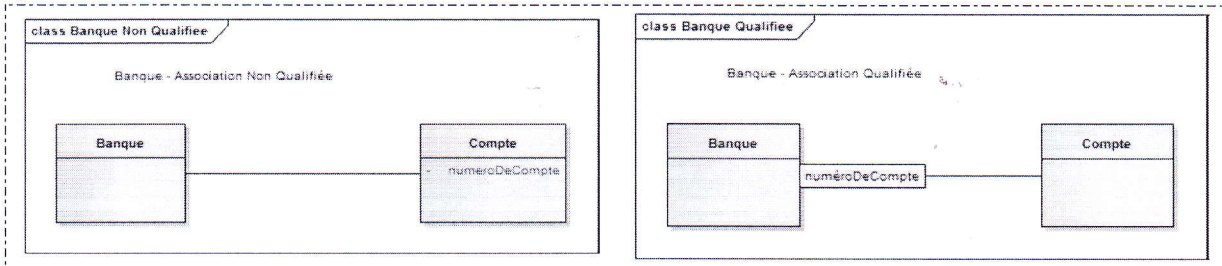 class Banque Non Qualifiee
Banque - Association Non Qualifiée
Banque
Compte
- numeroDeCompte
class Banque Qualifiee
Banque - Association Qualifiée
Banque
numéroDeCompte
Compte